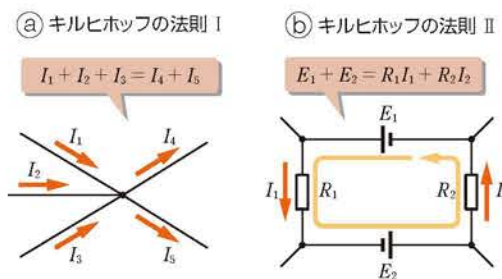 ⓐ キルヒホッフの法則 I
I₁ + I₂ + I₃ = I₄ + I₅
I₁
I₄
I₂
I₃
I₅
ⓑ キルヒホッフの法則 II
E₁ + E₂ = R₁I₁ + R₂I₂
E₁
I₁
R₁
R₂
I
E₂